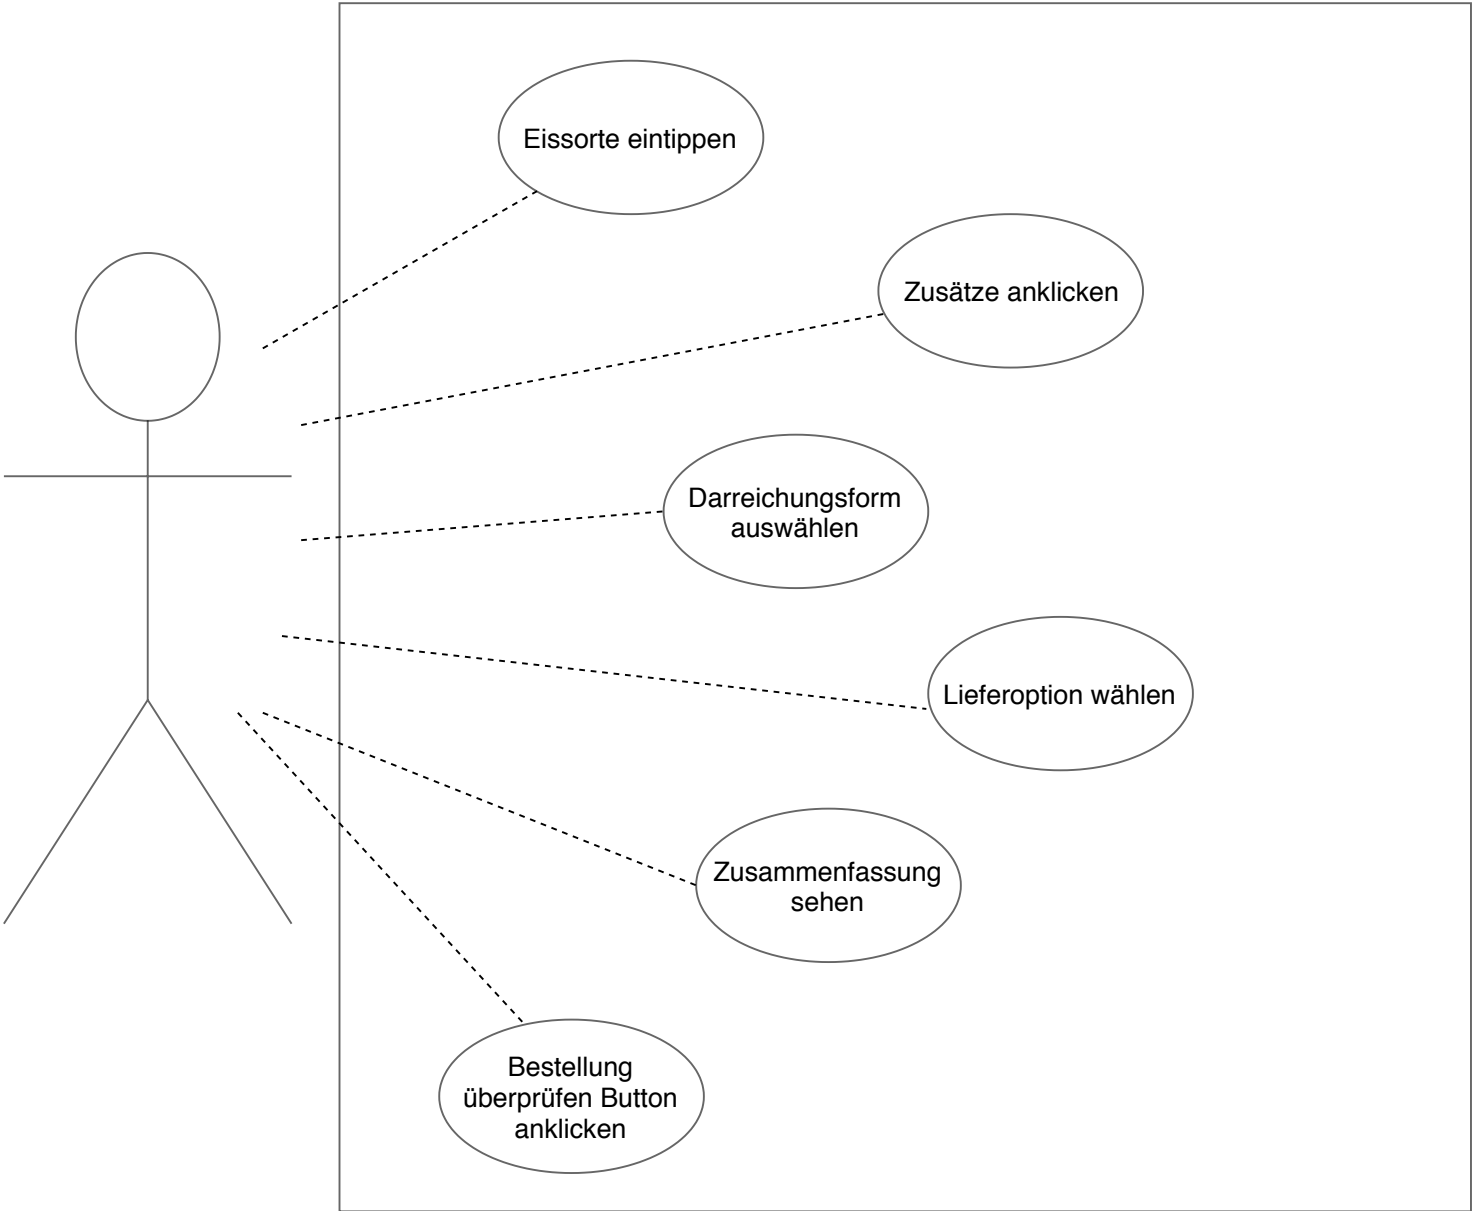 Eissorte eintippen
Zusätze anklicken
Darreichungsform
auswählen
Lieferoption wählen
Zusammenfassung
sehen
Bestellung
überprüfen Button
anklicken